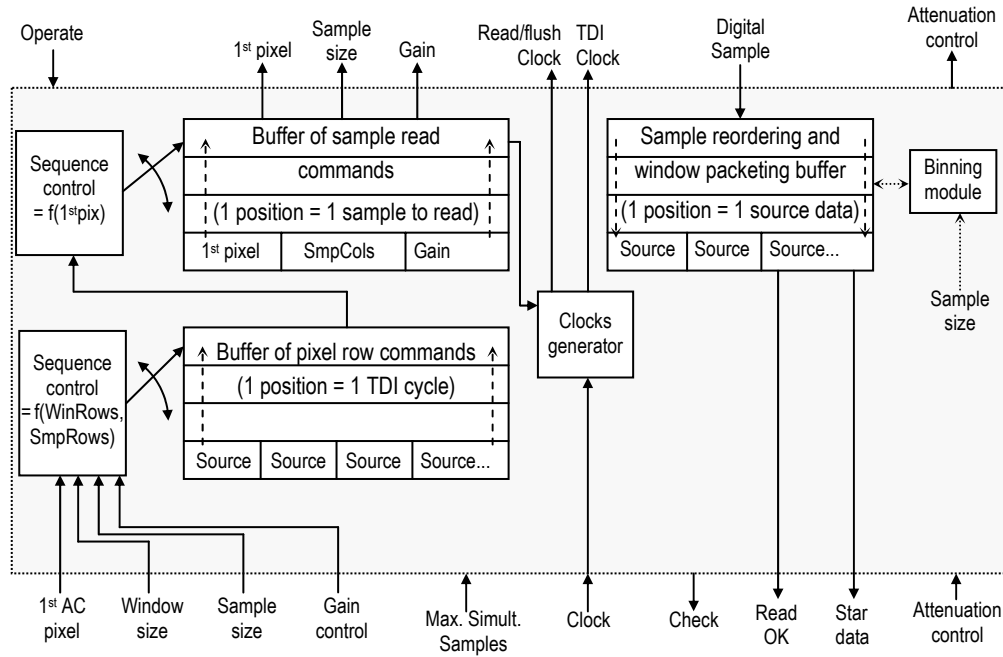 Operate
1st pixel
Sample
size
Gain
Read/flush
Clock
TDI
Clock
Digital
Sample
Attenuation
control
Sequence
control
= f(1stpix)
Buffer of sample read
commands
(1 position = 1 sample to read)
1st pixel SmpCols Gain
Sample reordering and
window packeting buffer
(1 position = 1 source data)
Source Source Source...
Binning
module
Sample
size
Clocks
generator
Sequence
control
= f(WinRows,
SmpRows)
Buffer of pixel row commands
(1 position = 1 TDI cycle)
Source Source Source Source...
1st AC
pixel
Window
size
Sample
size
Gain
control
Max. Simult.
Samples
Clock
Check
Read
OK
Star
data
Attenuation
control